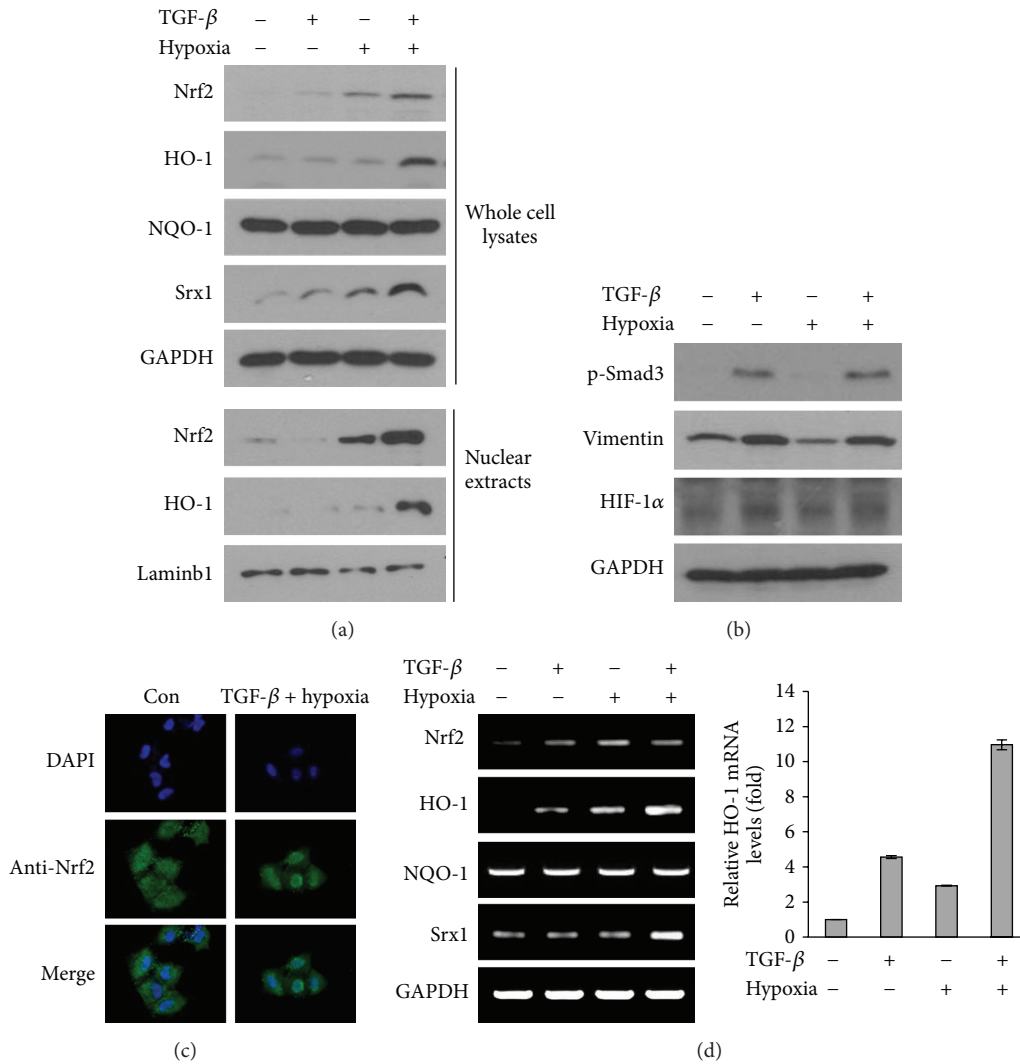 TGF-β − + − +
Hypoxia − − + +
Nrf2
HO-1
NQO-1
Srx1
GAPDH
Whole cell
lysates
Nrf2
HO-1
Laminb1
Nuclear
extracts
(a)
TGF-β − + − +
Hypoxia − − + +
p-Smad3
Vimentin
HIF-1α
GAPDH
(b)
Con TGF-β + hypoxia
DAPI
Anti-Nrf2
Merge
(c)
TGF-β − + − +
Hypoxia − − + +
Nrf2
HO-1
NQO-1
Srx1
GAPDH
Relative HO-1 mRNA
levels (fold)
14
12
10
8
6
4
2
0
TGF-β − + − +
Hypoxia − − + +
(d)